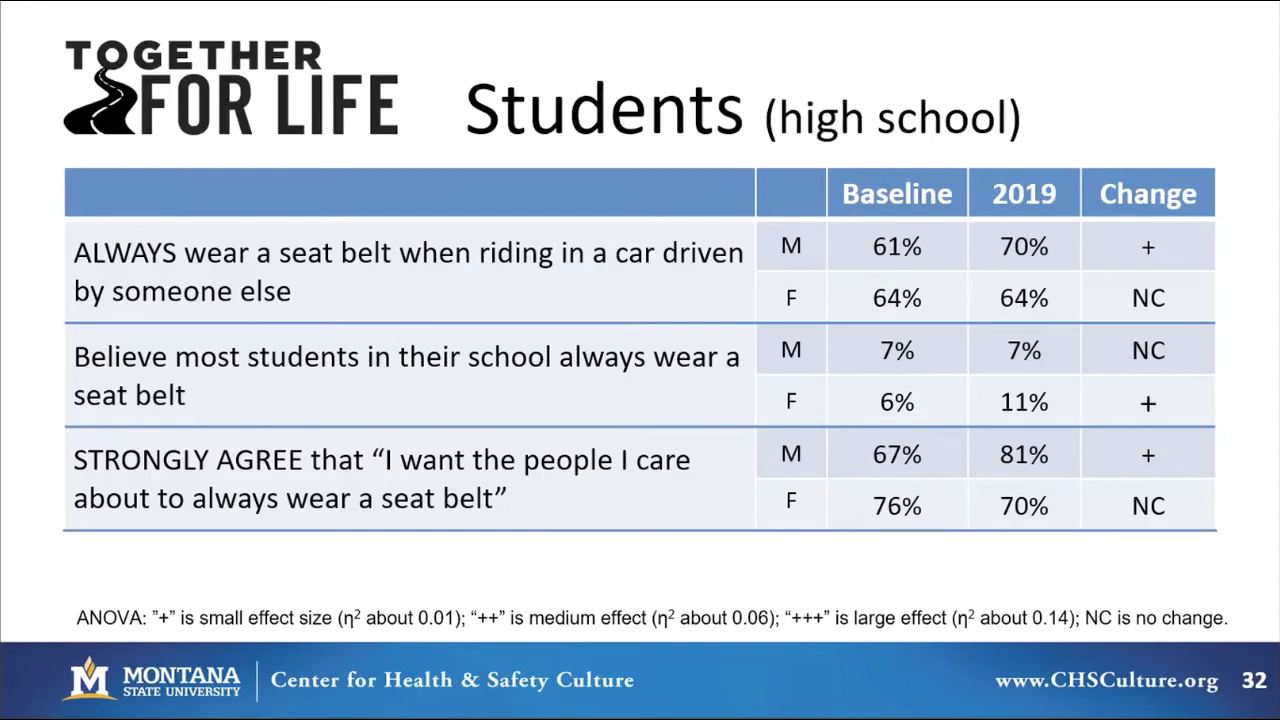 TOGETHER
FOR LIFE
Students (high school)
Baseline 2019 Change
ALWAYS wear a seat belt when riding in a car driven
by someone else
M 61% 70% +
F 64% 64% NC
Believe most students in their school always wear a
seat belt
M 7% 7% NC
F 6% 11% +
STRONGLY AGREE that “I want the people I care
about to always wear a seat belt”
M 67% 81% +
F 76% 70% NC
ANOVA: ”+” is small effect size (η² about 0.01); “++” is medium effect (η² about 0.06); “+++” is large effect (η² about 0.14); NC is no change.
M MONTANA
STATE UNIVERSITY
Center for Health & Safety Culture
www.CHSCulture.org 32